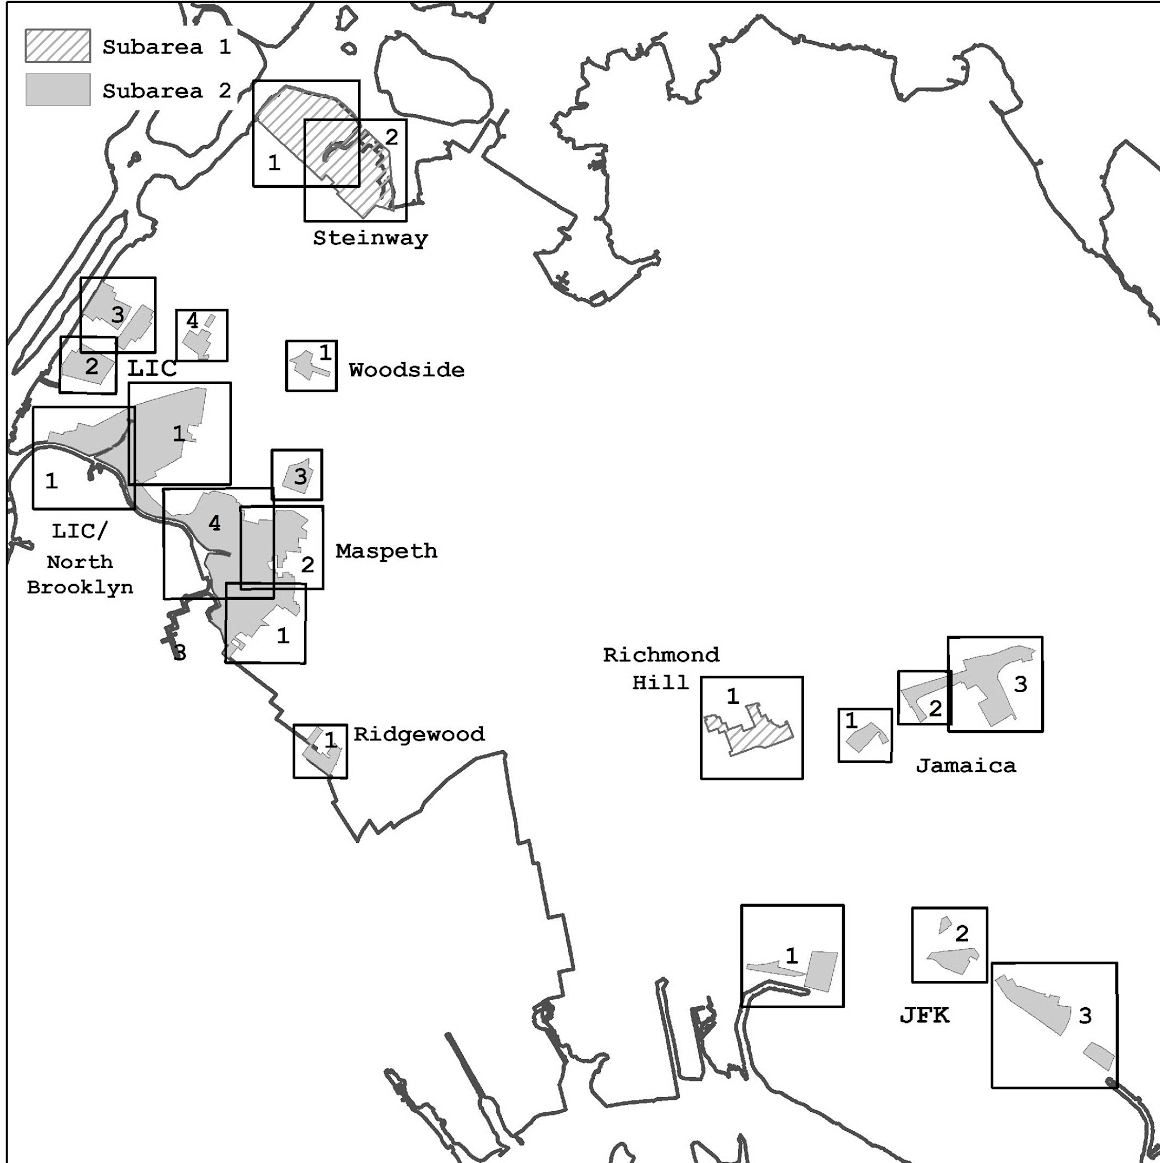 Subarea 1
Subarea 2
1
2
Steinway
3
4
2
LIC
1
Woodside
1
1
3
LIC/
North
Brooklyn
4
2
Maspeth
1
3
Richmond
Hill
1
1
2
3
Jamaica
1
Ridgewood
1
2
JFK
3